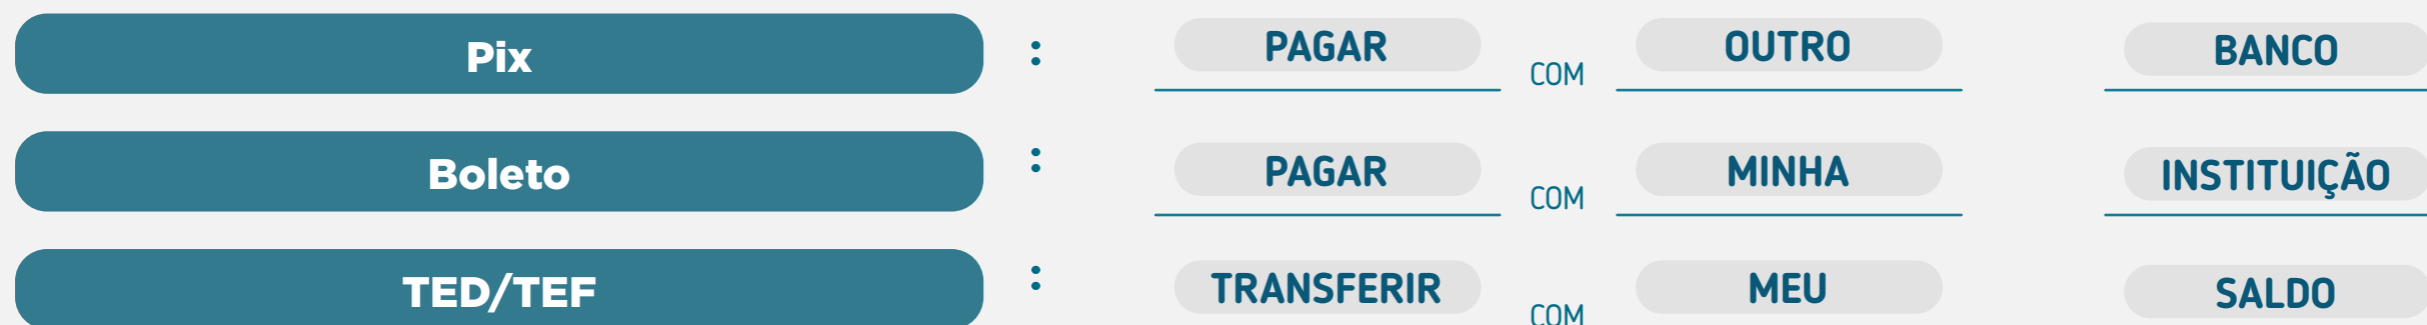 Pix : PAGAR COM OUTRO BANCO
Boleto : PAGAR COM MINHA INSTITUIÇÃO
TED/TEF : TRANSFERIR COM MEU SALDO